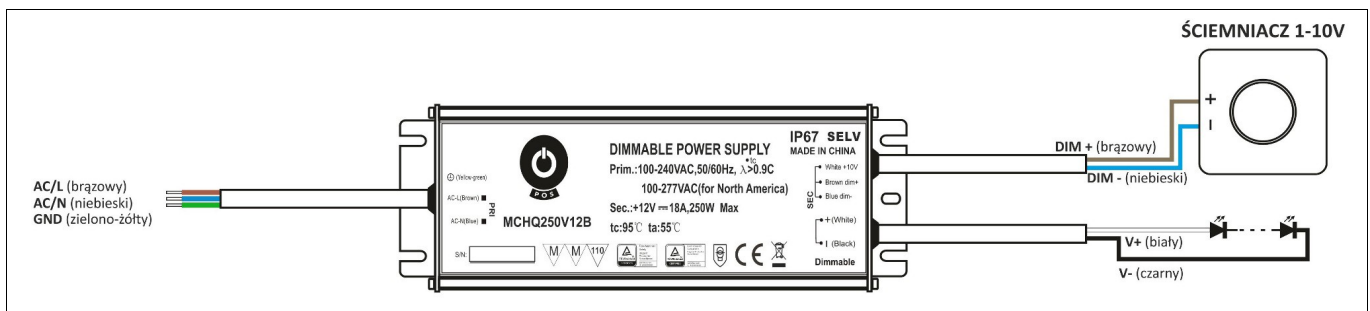 ŚCIEMNIACZ 1-10V
+
DIM + (brązowy)
DIM - (niebieski)
AC/L (brązowy)
AC/N (niebieski)
GND (zielono-żółty)
(Yellow-green)
AC-L(Brown)
AC-N(Blue)
PRI
S/N:
POS
MCHQ250V12B
DIMMABLE POWER SUPPLY
Prim.:100-240VAC,50/60Hz, λ>0.9C
100-277VAC(for North America)
Sec.:+12V ⎓ 18A,250W Max
tc:95℃ ta:55℃
M M 110
CE
IP67 SELV
MADE IN CHINA
tc
White +10V
Brown dim+
Blue dim-
SEC
+ (White)
I (Black)
Dimmable
V+ (biały)
V- (czarny)